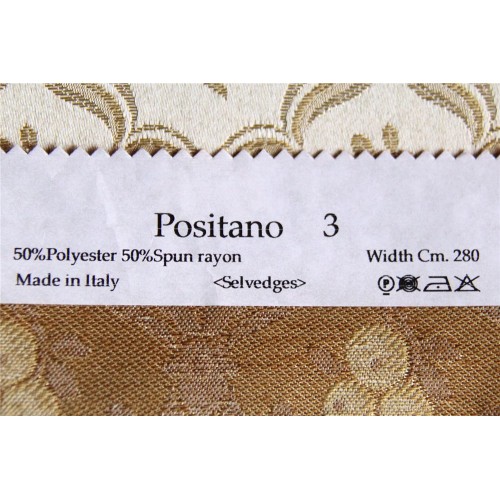 Positano 3
50%Polyester 50%Spun rayon Width Cm. 280
Made in Italy <Selvedges> P